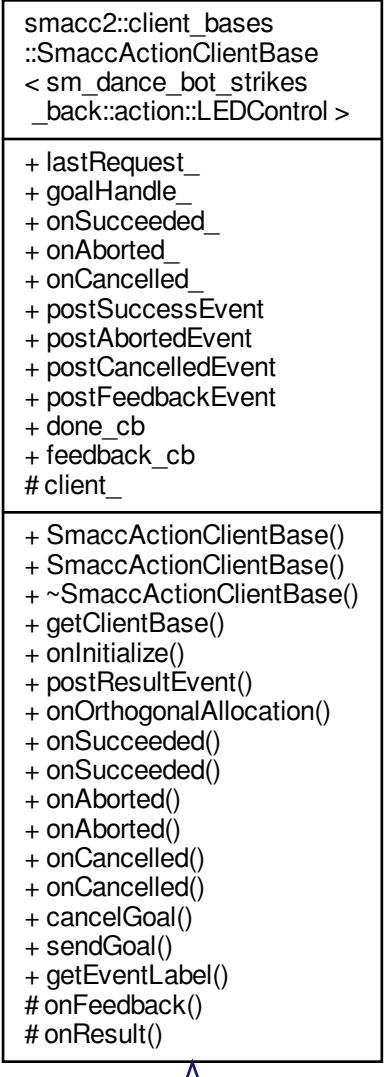 smacc2::client_bases
::SmaccActionClientBase
< sm_dance_bot_strikes
_back::action::LEDControl >
+ lastRequest_
+ goalHandle_
+ onSucceeded_
+ onAborted_
+ onCancelled_
+ postSuccessEvent
+ postAbortedEvent
+ postCancelledEvent
+ postFeedbackEvent
+ done_cb
+ feedback_cb
# client_
+ SmaccActionClientBase()
+ SmaccActionClientBase()
+ ~SmaccActionClientBase()
+ getClientBase()
+ onInitialize()
+ postResultEvent()
+ onOrthogonalAllocation()
+ onSucceeded()
+ onSucceeded()
+ onAborted()
+ onAborted()
+ onCancelled()
+ onCancelled()
+ cancelGoal()
+ sendGoal()
+ getEventLabel()
# onFeedback()
# onResult()